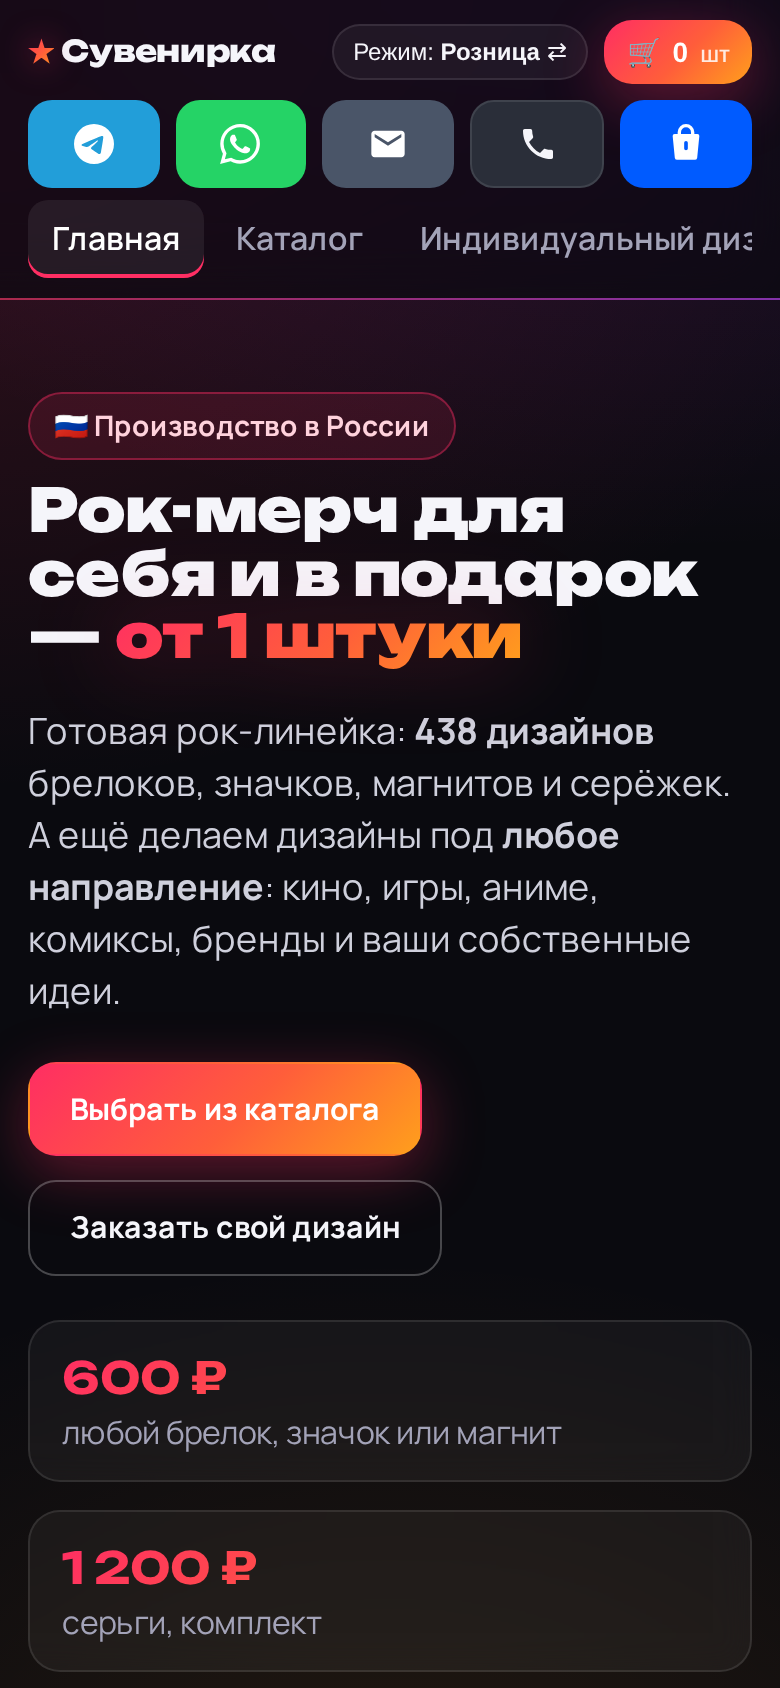 ★ Сувенирка
Режим: Розница ⇄
🛒 0 шт
Главная Каталог Индивидуальный диз
🇷🇺 Производство в России
Рок-мерч для
себя и в подарок
— от 1 штуки
Готовая рок-линейка: 438 дизайнов
брелоков, значков, магнитов и серёжек.
А ещё делаем дизайны под любое
направление: кино, игры, аниме,
комиксы, бренды и ваши собственные
идеи.
Выбрать из каталога
Заказать свой дизайн
600 ₽
любой брелок, значок или магнит
1 200 ₽
серьги, комплект